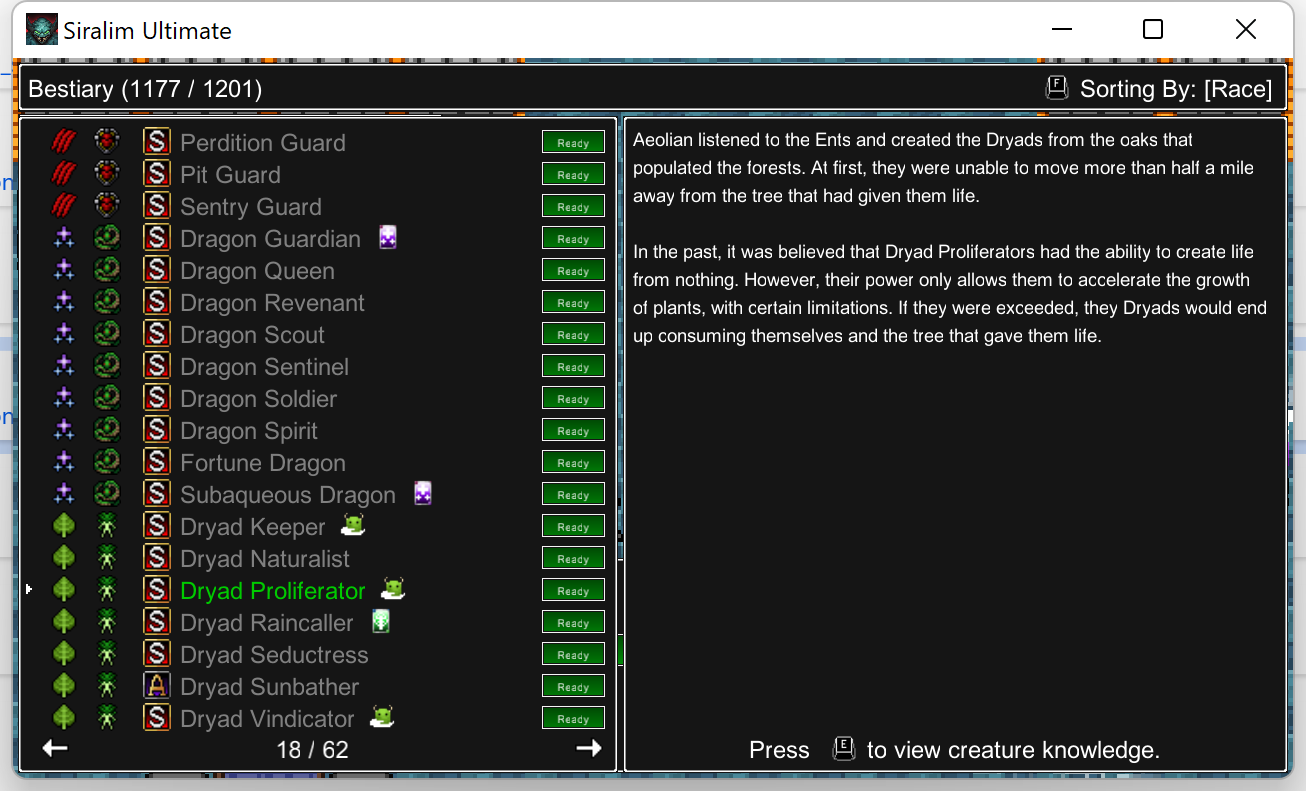 Siralim Ultimate
Bestiary (1177 / 1201)
F Sorting By: [Race]
S Perdition Guard Ready
S Pit Guard Ready
S Sentry Guard Ready
S Dragon Guardian Ready
S Dragon Queen Ready
S Dragon Revenant Ready
S Dragon Scout Ready
S Dragon Sentinel Ready
S Dragon Soldier Ready
S Dragon Spirit Ready
S Fortune Dragon Ready
S Subaqueous Dragon Ready
S Dryad Keeper Ready
S Dryad Naturalist Ready
S Dryad Proliferator Ready
S Dryad Raincaller Ready
S Dryad Seductress Ready
A Dryad Sunbather Ready
S Dryad Vindicator Ready
18 / 62
Aeolian listened to the Ents and created the Dryads from the oaks that
populated the forests. At first, they were unable to move more than half a mile
away from the tree that had given them life.
In the past, it was believed that Dryad Proliferators had the ability to create life
from nothing. However, their power only allows them to accelerate the growth
of plants, with certain limitations. If they were exceeded, they Dryads would end
up consuming themselves and the tree that gave them life.
Press E to view creature knowledge.